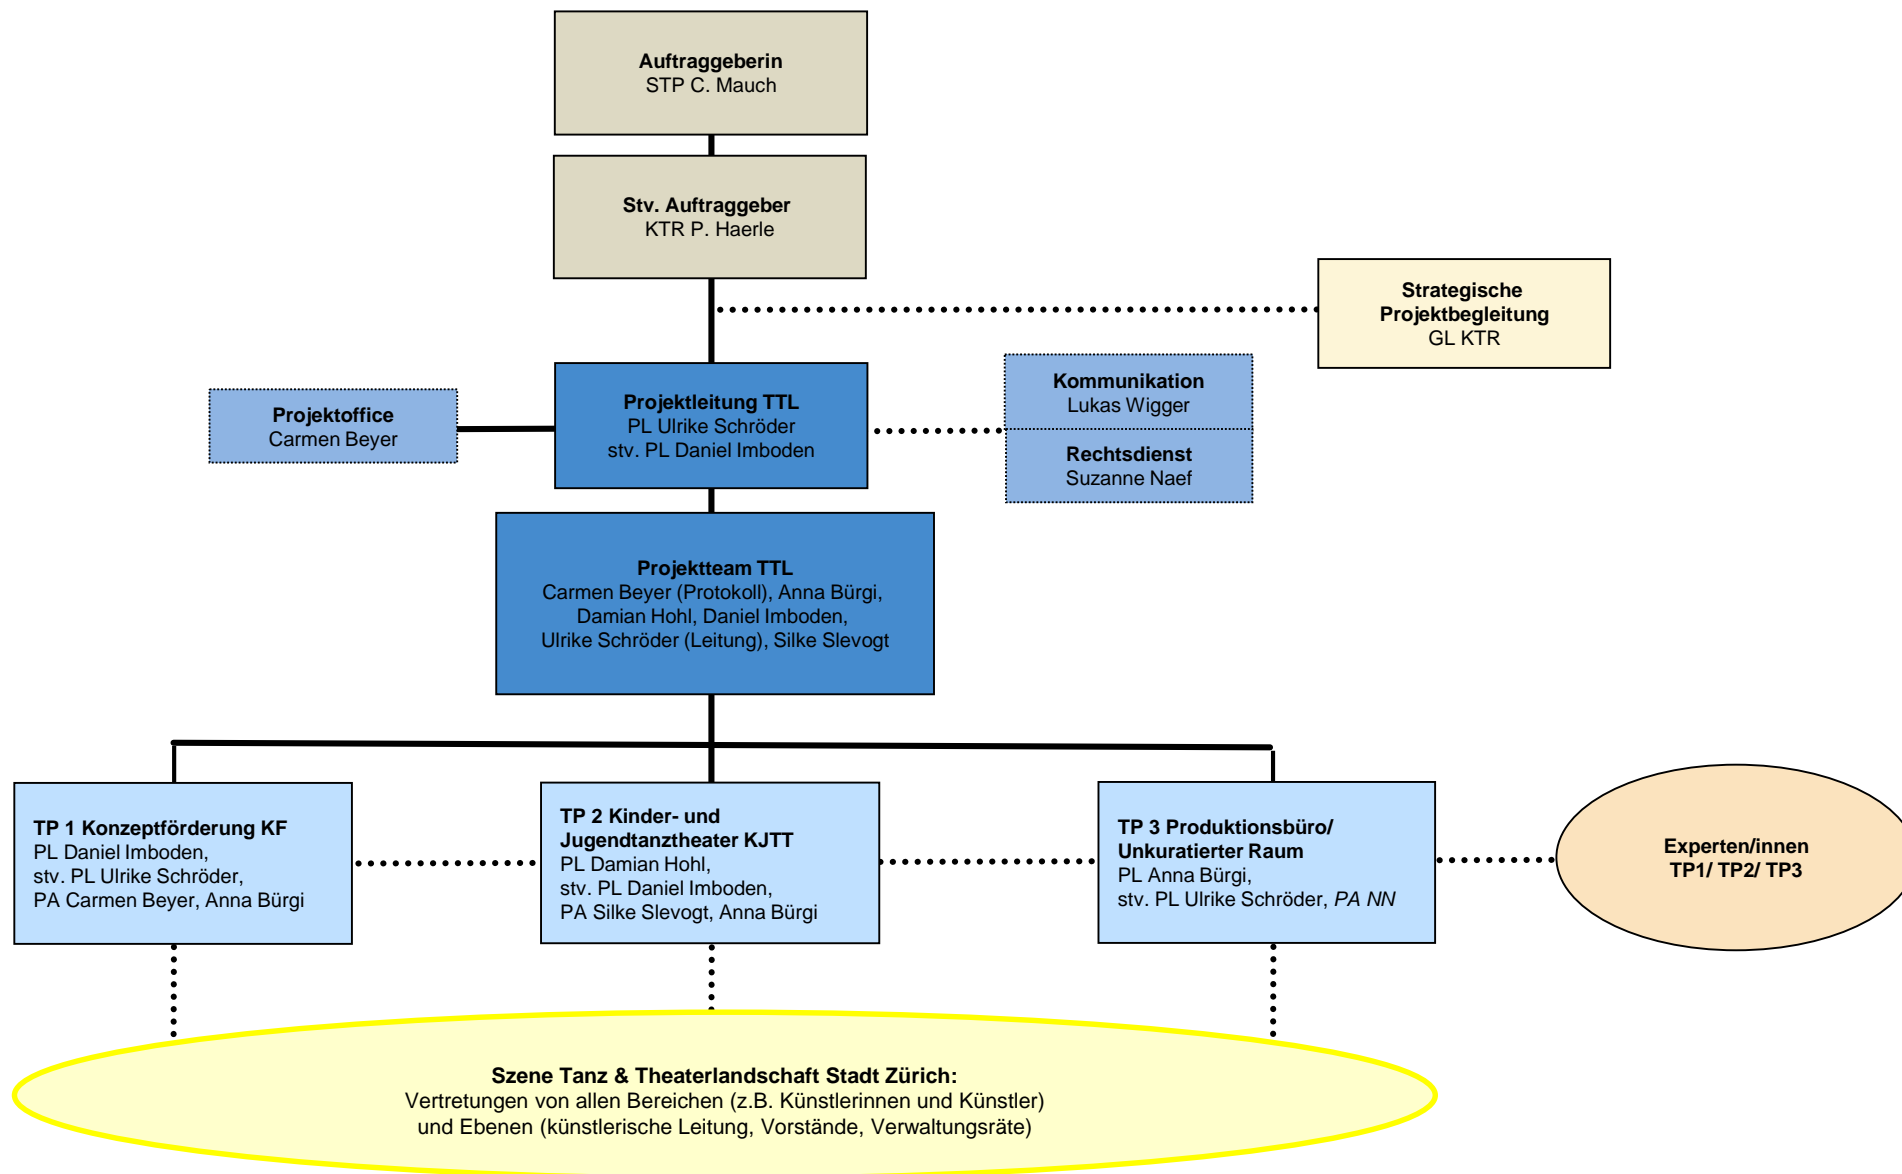 Auftraggeberin
STP C. Mauch
Stv. Auftraggeber
KTR P. Haerle
Strategische
Projektbegleitung
GL KTR
Projektoffice
Carmen Beyer
Projektleitung TTL
PL Ulrike Schröder
stv. PL Daniel Imboden
Kommunikation
Lukas Wigger
Rechtsdienst
Suzanne Naef
Projektteam TTL
Carmen Beyer (Protokoll), Anna Bürgi,
Damian Hohl, Daniel Imboden,
Ulrike Schröder (Leitung), Silke Slevogt
TP 1 Konzeptförderung KF
PL Daniel Imboden,
stv. PL Ulrike Schröder,
PA Carmen Beyer, Anna Bürgi
TP 2 Kinder- und
Jugendtanztheater KJTT
PL Damian Hohl,
stv. PL Daniel Imboden,
PA Silke Slevogt, Anna Bürgi
TP 3 Produktionsbüro/
Unkuratierter Raum
PL Anna Bürgi,
stv. PL Ulrike Schröder, PA NN
Experten/innen
TP1/ TP2/ TP3
Szene Tanz & Theaterlandschaft Stadt Zürich:
Vertretungen von allen Bereichen (z.B. Künstlerinnen und Künstler)
und Ebenen (künstlerische Leitung, Vorstände, Verwaltungsräte)